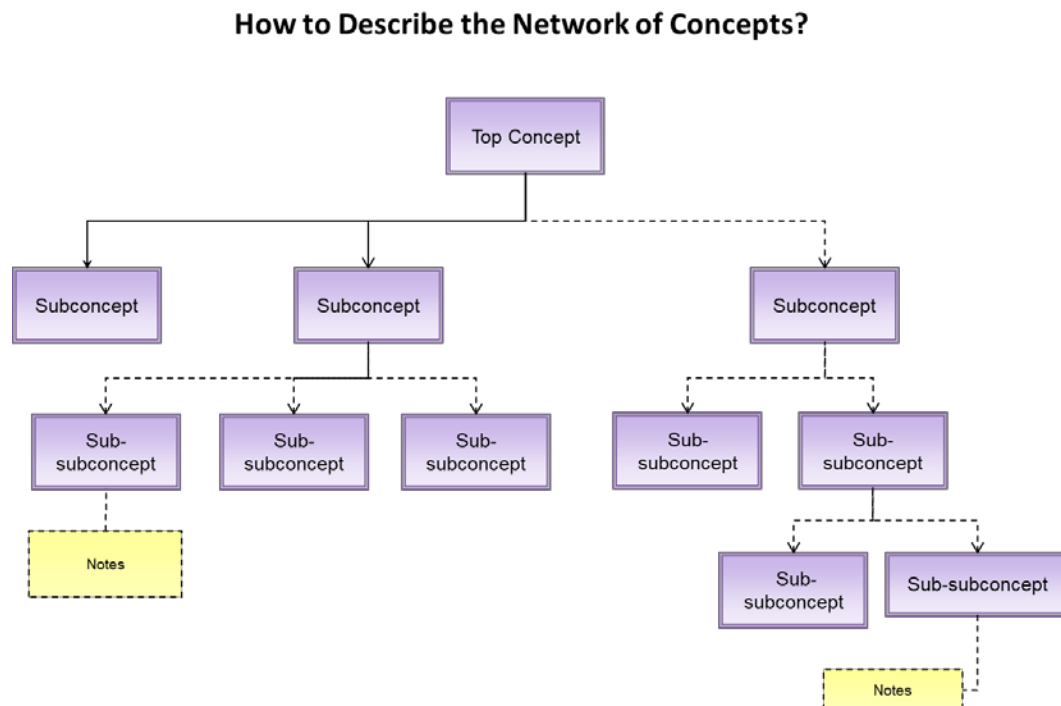 How to Describe the Network of Concepts?
Top Concept
Subconcept
Subconcept
Subconcept
Sub-
subconcept
Sub-
subconcept
Sub-
subconcept
Sub-
subconcept
Sub-
subconcept
Notes
Sub-
subconcept
Sub-subconcept
Notes